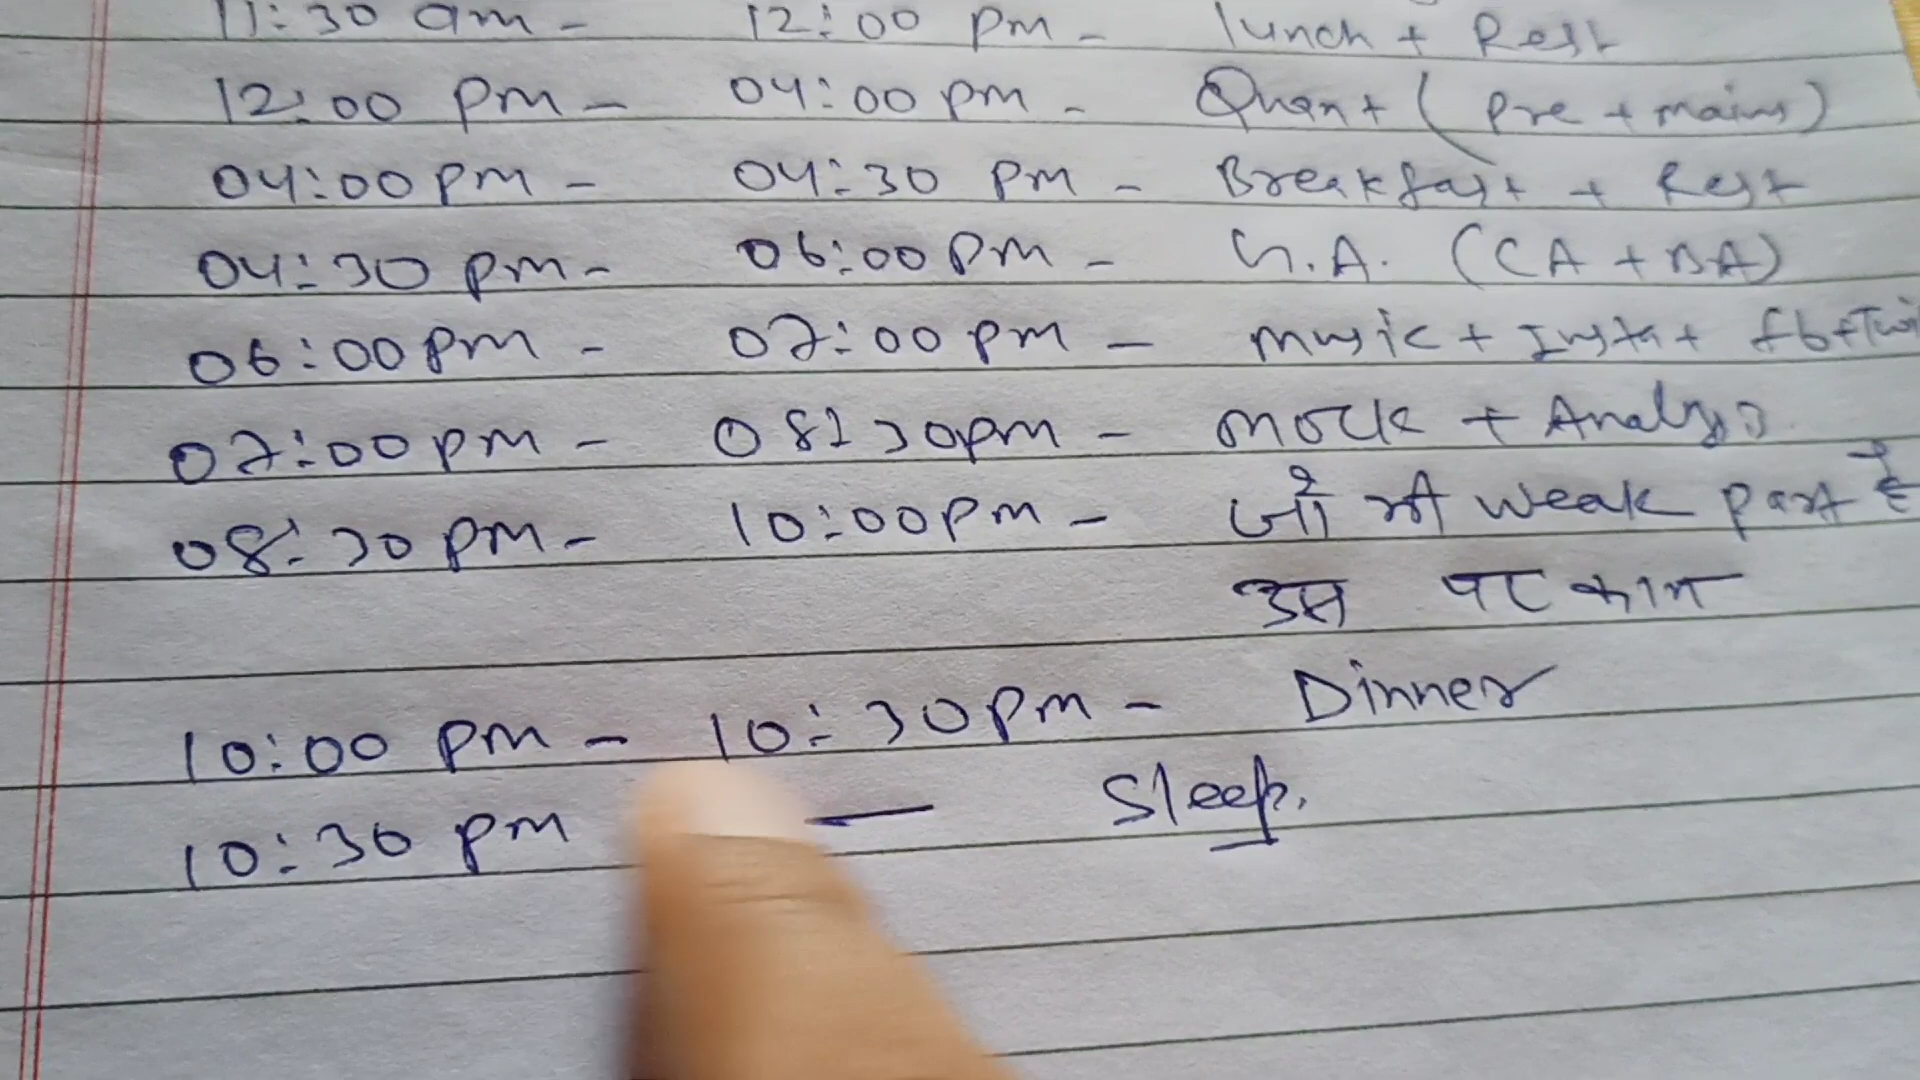 11:30 am - 12:00 pm - lunch + Rest
12:00 pm - 04:00 pm - Quant (pre + mains)
04:00 pm - 04:30 pm - Breakfast + Rest
04:30 pm - 06:00 pm - G.A. (CA + BA)
06:00 pm - 07:00 pm - music + Insta + fb + Twi
07:00 pm - 08:30 pm - mock + Analysis
08:30 pm - 10:00 pm - जो भी weak part है
उस पर काम
10:00 pm - 10:30 pm - Dinner
10:30 pm — Sleep.